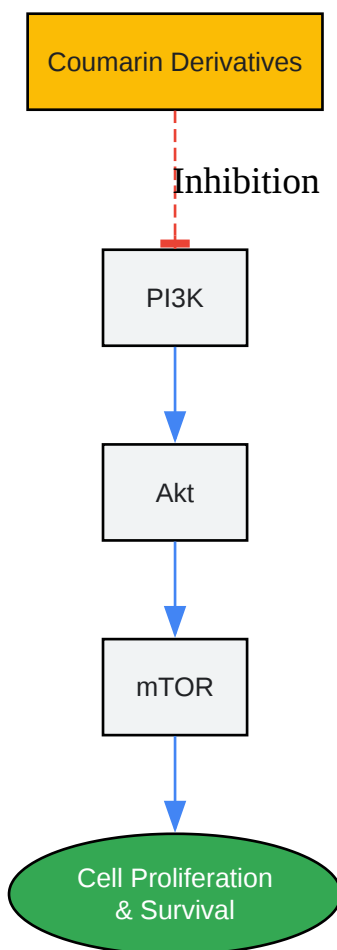 Coumarin Derivatives
Inhibition
PI3K
Akt
mTOR
Cell Proliferation
& Survival